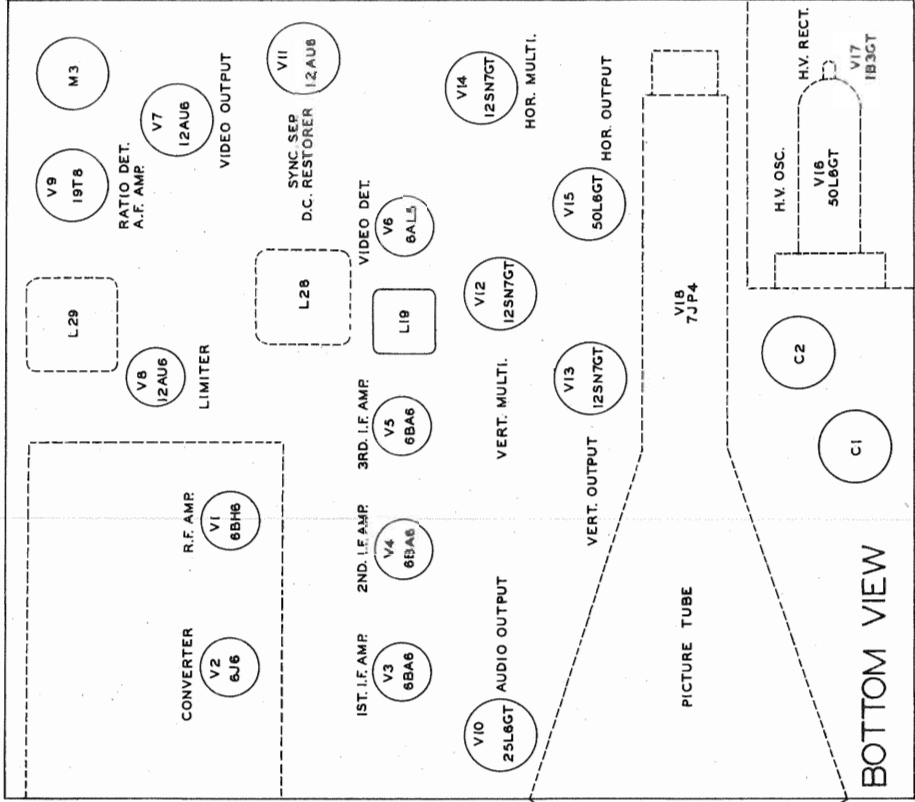 M3
V9
19T8
RATIO DET.
A.F. AMP.
V7
12AU6
VIDEO OUTPUT
V11
12AU6
SYNC. SEP.
D.C. RESTORER
V14
12SN7GT
HOR. MULTI.
H.V. RECT.
V17
1B3GT
H.V. OSC.
V16
50L6GT
HOR. OUTPUT
V15
50L6GT
VIDEO DET.
V6
6AL5
L29
L28
L19
V12
12SN7GT
VERT. MULTI.
V18
7JP4
C2
C1
V8
12AU6
LIMITER
3RD. I.F. AMP.
V5
6BA6
V13
12SN7GT
VERT. OUTPUT
R.F. AMP.
V1
6BH6
2ND. I.F. AMP.
V4
6BA6
CONVERTER
V2
6J6
1ST. I.F. AMP.
V3
6BA6
AUDIO OUTPUT
V10
25L6GT
PICTURE TUBE
BOTTOM VIEW